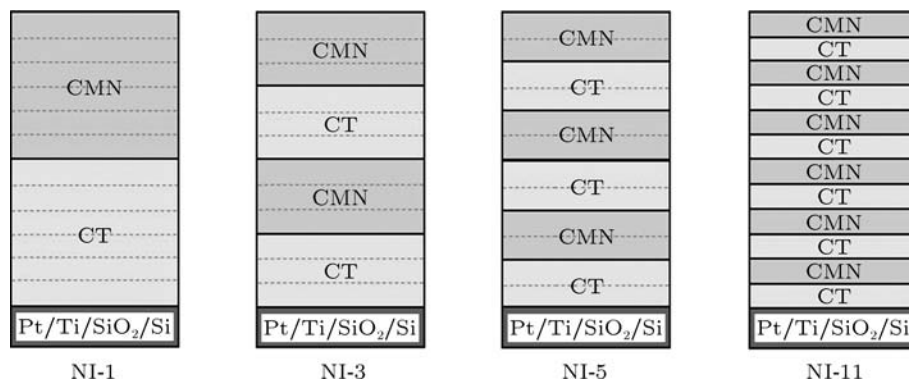 CMN
CT
Pt/Ti/SiO₂/Si
NI-1
CMN
CT
CMN
CT
Pt/Ti/SiO₂/Si
NI-3
CMN
CT
CMN
CT
CMN
CT
Pt/Ti/SiO₂/Si
NI-5
CMN
CT
CMN
CT
CMN
CT
CMN
CT
CMN
CT
CMN
CT
Pt/Ti/SiO₂/Si
NI-11